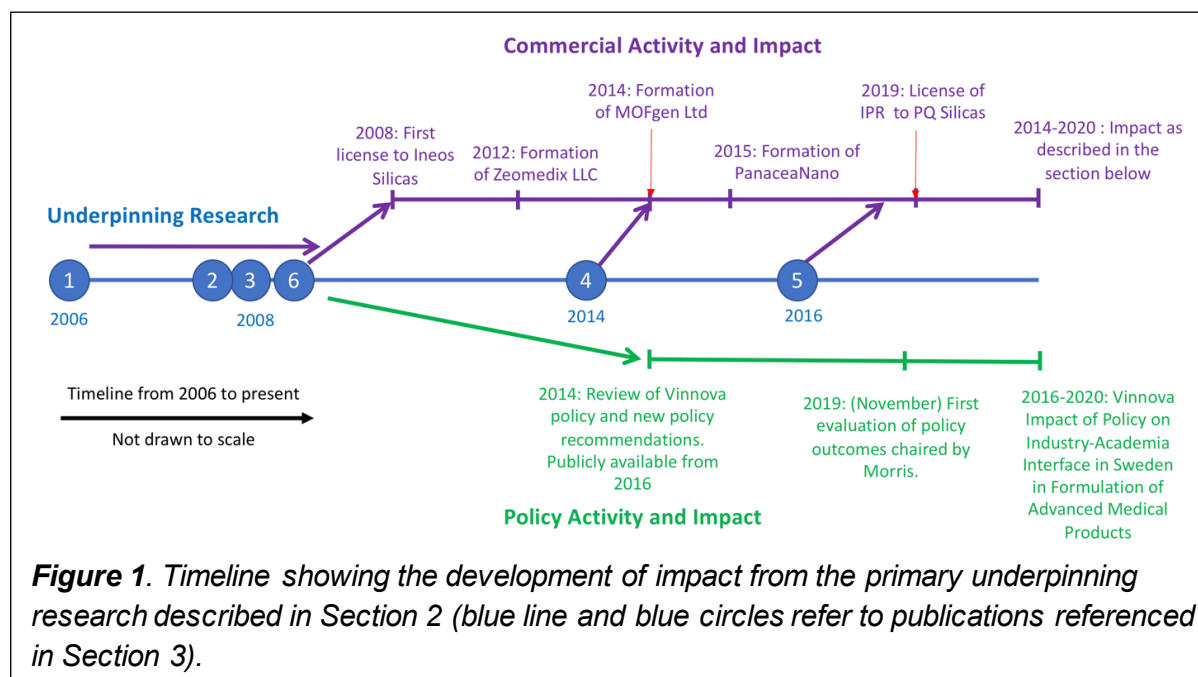 Commercial Activity and Impact
2014: Formation
of MOFgen Ltd
2019: License of
IPR to PQ Silicas
2008: First
license to Ineos
Silicas
2012: Formation
of Zeomedix LLC
2015: Formation of
PanaceaNano
2014-2020 : Impact as
described in the
section below
Underpinning Research
1
2
3
6
4
5
2006
2008
2014
2016
Timeline from 2006 to present
Not drawn to scale
2014: Review of Vinnova
policy and new policy
recommendations.
Publicly available from
2016
2019: (November) First
evaluation of policy
outcomes chaired by
Morris.
2016-2020: Vinnova
Impact of Policy on
Industry-Academia
Interface in Sweden
in Formulation of
Advanced Medical
Products
Policy Activity and Impact
Figure 1. Timeline showing the development of impact from the primary underpinning
research described in Section 2 (blue line and blue circles refer to publications referenced
in Section 3).